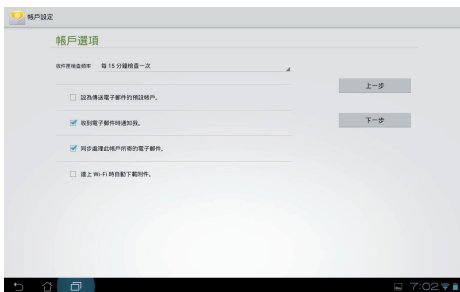 帳戶設定
帳戶選項
收件匣檢查頻率 每 15 分鐘檢查一次
上一步
設為傳送電子郵件的預設帳戶。
收到電子郵件時通知我。
下一步
同步處理此帳戶所寄的電子郵件。
連上 Wi-Fi 時自動下載附件。
7:02